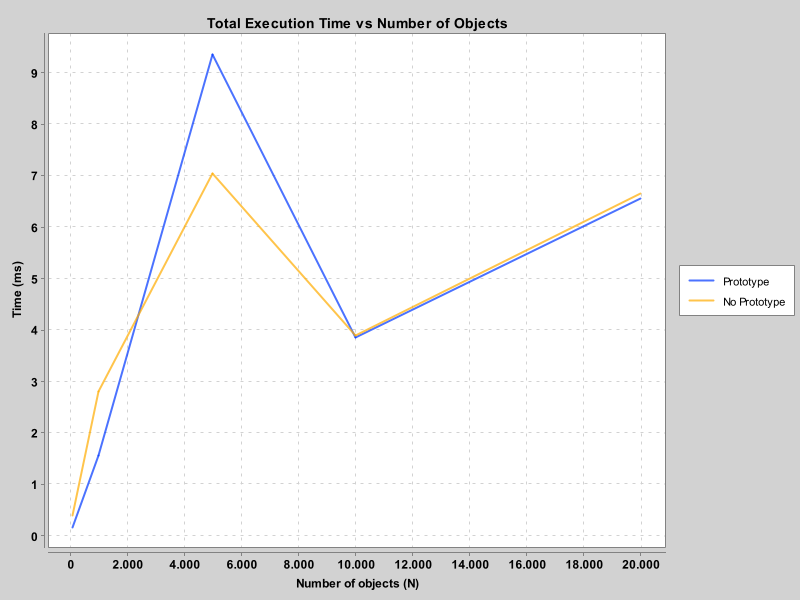 Total Execution Time vs Number of Objects
9
8
7
6
5
4
3
2
1
0
Time (ms)
0 2.000 4.000 6.000 8.000 10.000 12.000 14.000 16.000 18.000 20.000
Number of objects (N)
Prototype
No Prototype